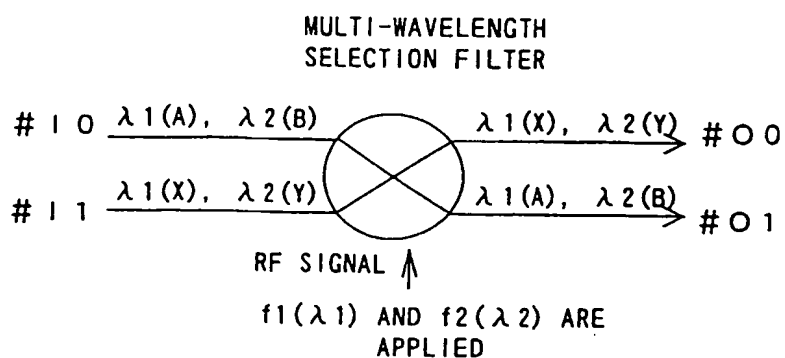 MULTI-WAVELENGTH
SELECTION FILTER
#I0 λ1(A), λ2(B) λ1(X), λ2(Y) #O0
#I1 λ1(X), λ2(Y) λ1(A), λ2(B) #O1
RF SIGNAL
f1(λ1) AND f2(λ2) ARE
APPLIED